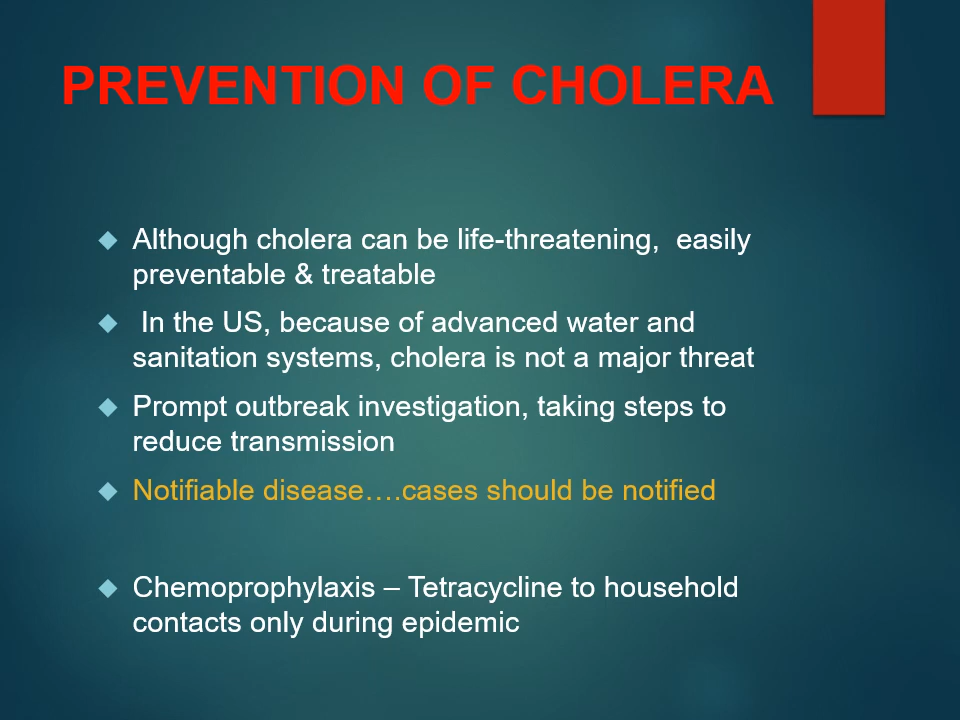 PREVENTION OF CHOLERA
Although cholera can be life-threatening,  easily
preventable & treatable
In the US, because of advanced water and
sanitation systems, cholera is not a major threat
Prompt outbreak investigation, taking steps to
reduce transmission
Notifiable disease….cases should be notified
Chemoprophylaxis – Tetracycline to household
contacts only during epidemic